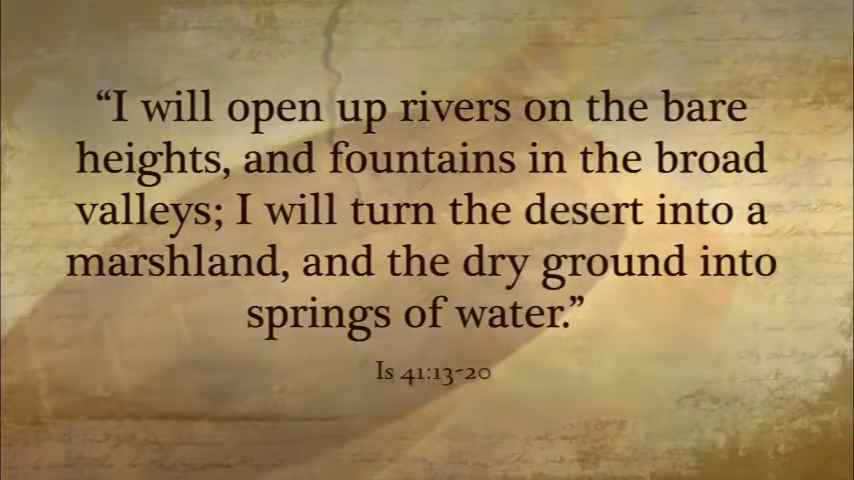 “I will open up rivers on the bare
heights, and fountains in the broad
valleys; I will turn the desert into a
marshland, and the dry ground into
springs of water.”
Is 41:13-20